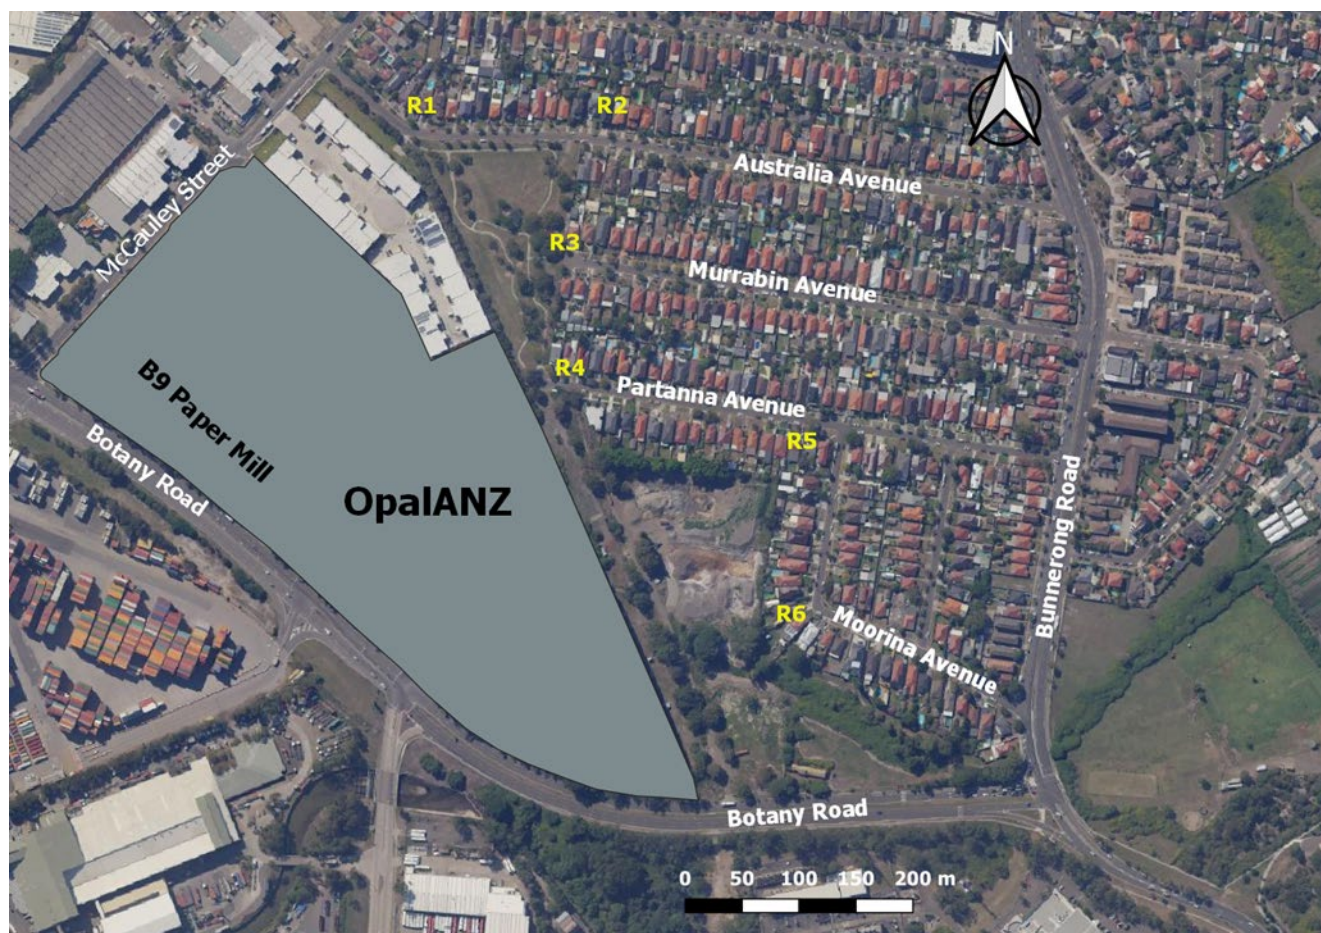 N
R1
R2
McCauley Street
Australia Avenue
R3
Murrabin Avenue
R4
Partanna Avenue
B9 Paper Mill
Botany Road
R5
OpalANZ
Bunnerong Road
R6
Moorina Avenue
Botany Road
0 50 100 150 200 m